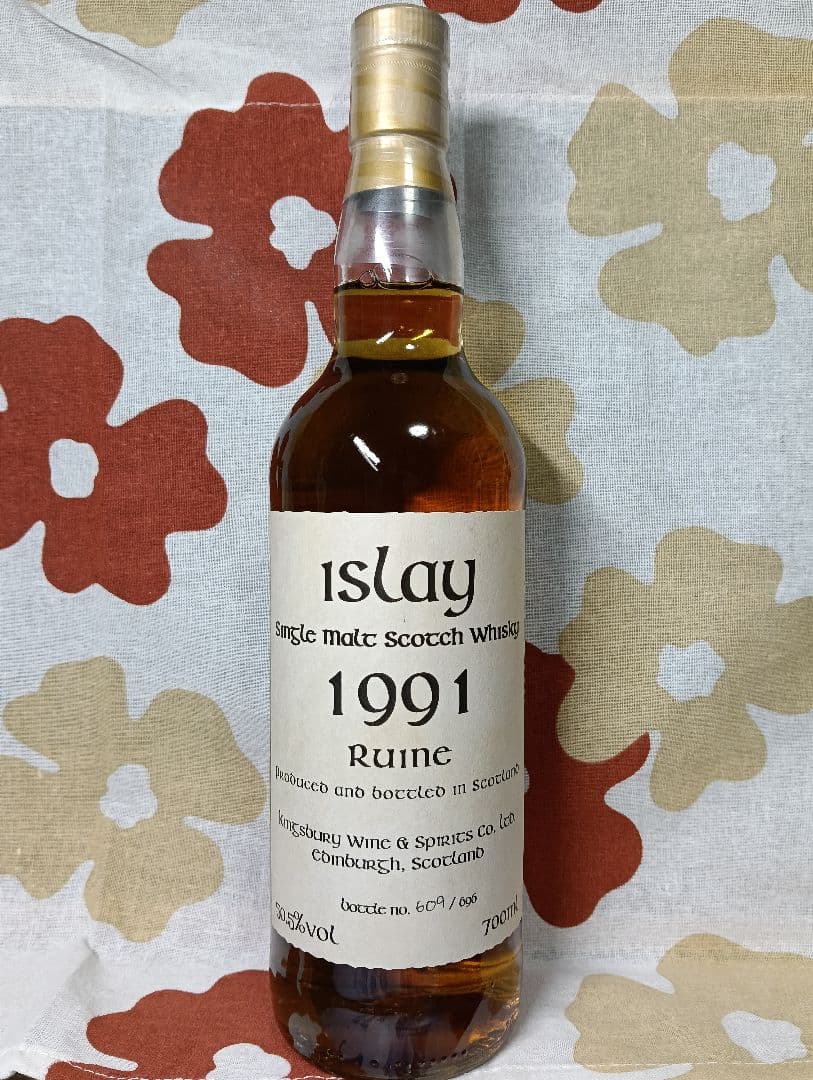 islay
Single Malt Scotch Whisky
1991
Ruine
Produced and bottled in Scotland
Kingsbury Wine & Spirits Co. Ltd.
Edinburgh, Scotland
bottle no. 609 / 696
50.5%vol
700ml